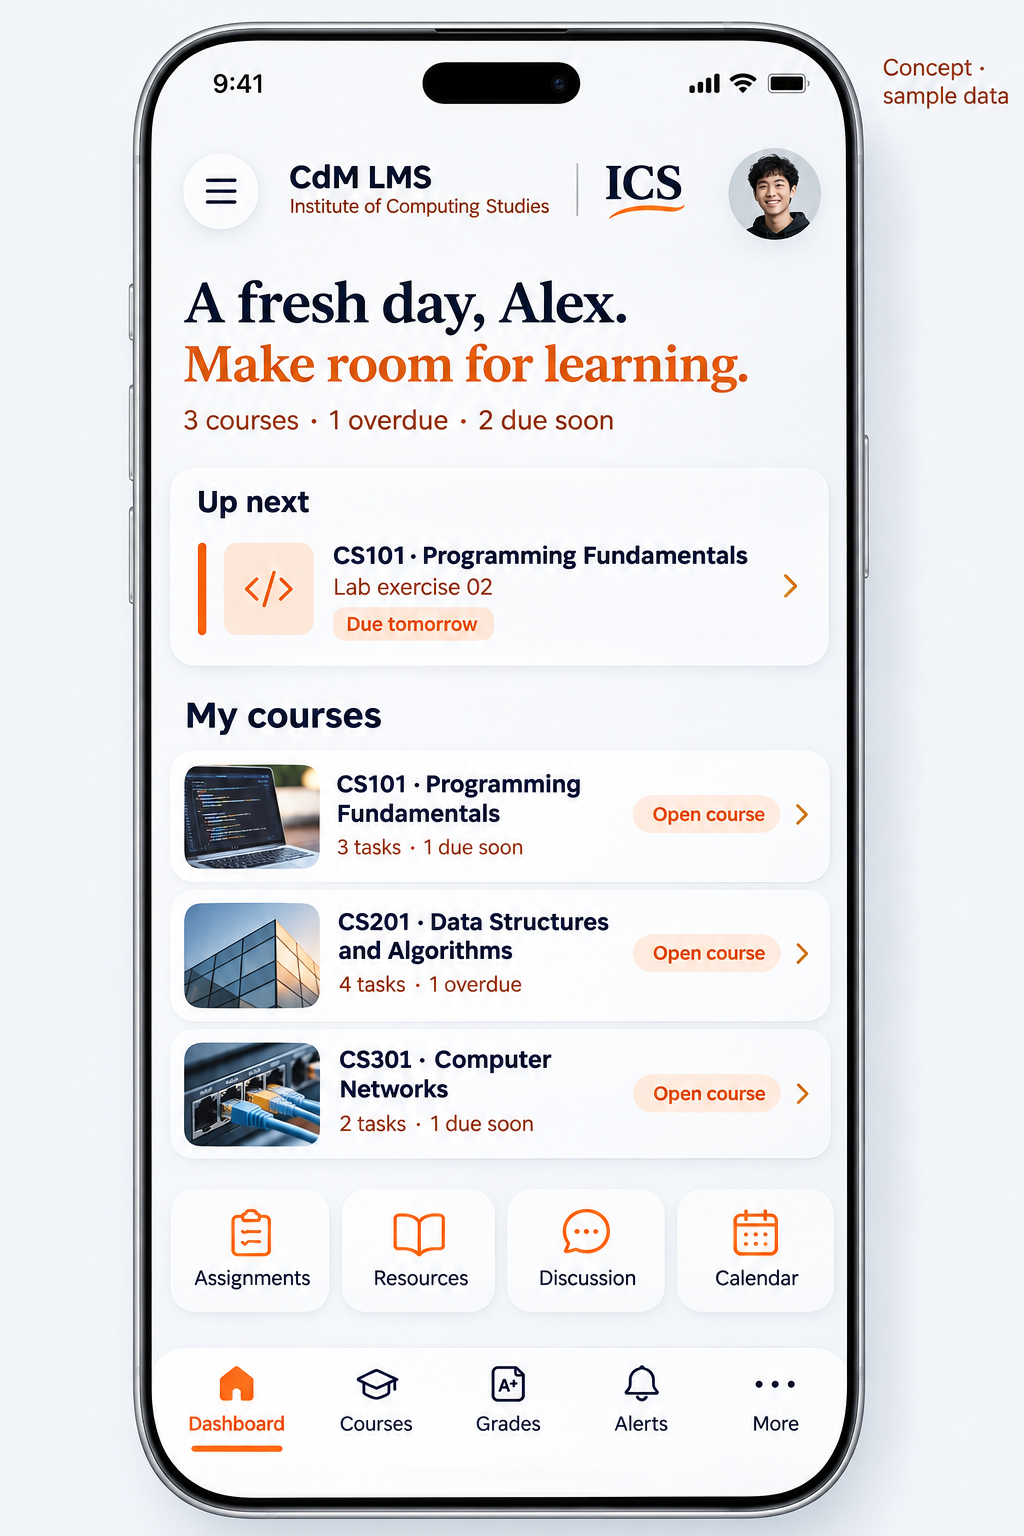 9:41
Concept ·
sample data
CdM LMS
Institute of Computing Studies
ICS
A fresh day, Alex.
Make room for learning.
3 courses · 1 overdue · 2 due soon
Up next
CS101 · Programming Fundamentals
Lab exercise 02
Due tomorrow
My courses
CS101 · Programming
Fundamentals
3 tasks · 1 due soon
Open course
CS201 · Data Structures
and Algorithms
4 tasks · 1 overdue
Open course
CS301 · Computer
Networks
2 tasks · 1 due soon
Open course
Assignments
Resources
Discussion
Calendar
A+
Dashboard
Courses
Grades
Alerts
More